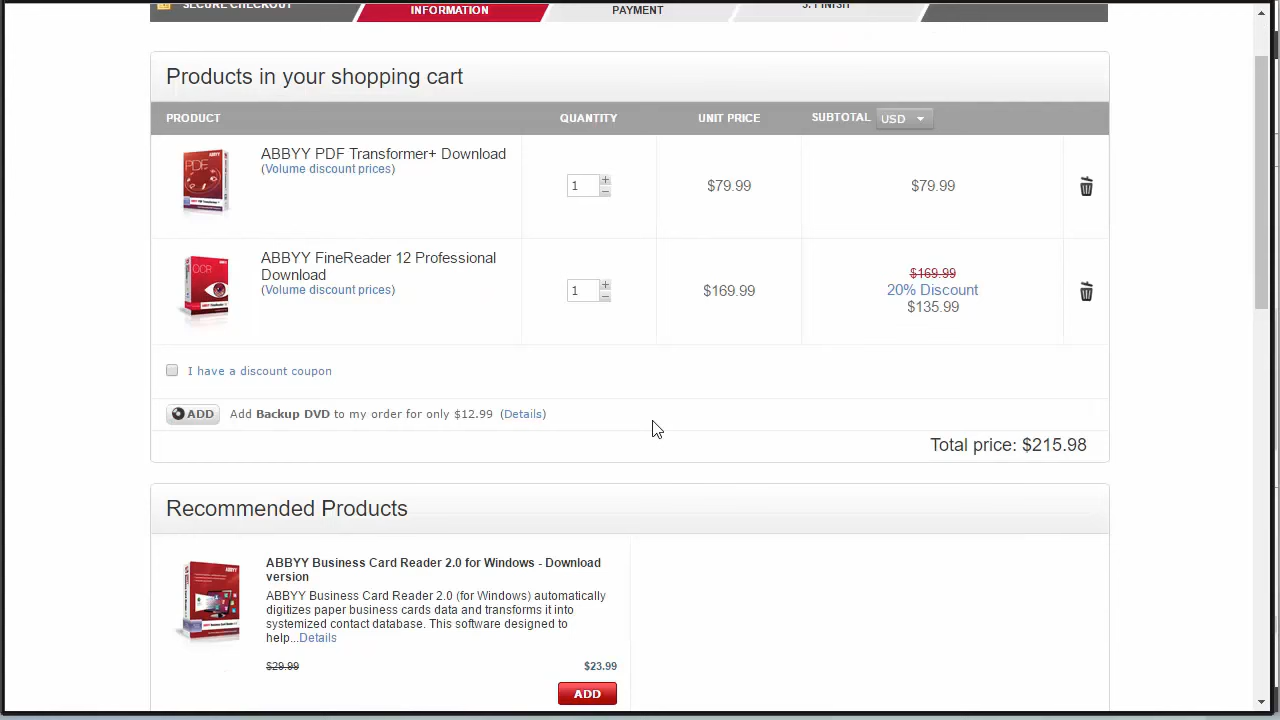 SECURE CHECKOUT
INFORMATION
PAYMENT
3. FINISH
Products in your shopping cart
PRODUCT
QUANTITY
UNIT PRICE
SUBTOTAL USD
ABBYY PDF Transformer+ Download
(Volume discount prices)
1
$79.99
$79.99
ABBYY FineReader 12 Professional
Download
(Volume discount prices)
1
$169.99
$169.99
20% Discount
$135.99
I have a discount coupon
ADD
Add Backup DVD to my order for only $12.99 (Details)
Total price: $215.98
Recommended Products
ABBYY Business Card Reader 2.0 for Windows - Download
version
ABBYY Business Card Reader 2.0 (for Windows) automatically
digitizes paper business cards data and transforms it into
systemized contact database. This software designed to
help...Details
$29.99
$23.99
ADD